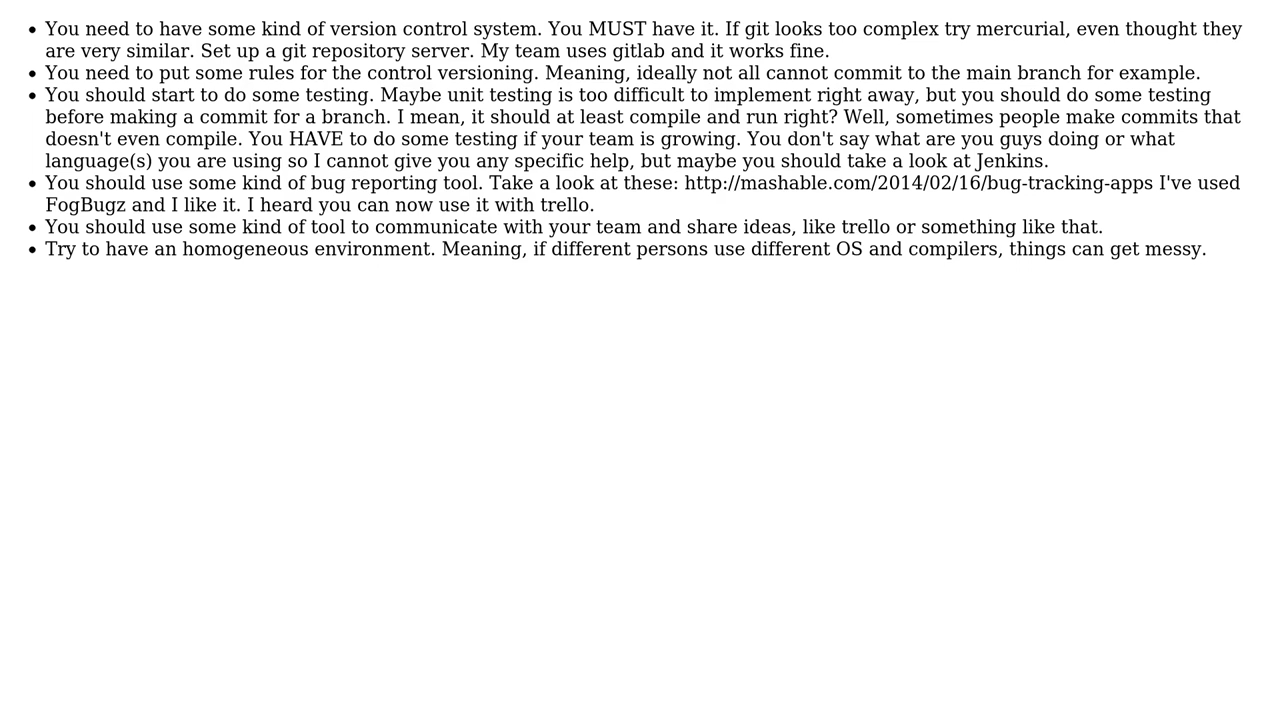 • You need to have some kind of version control system. You MUST have it. If git looks too complex try mercurial, even thought they
are very similar. Set up a git repository server. My team uses gitlab and it works fine.
• You need to put some rules for the control versioning. Meaning, ideally not all cannot commit to the main branch for example.
• You should start to do some testing. Maybe unit testing is too difficult to implement right away, but you should do some testing
before making a commit for a branch. I mean, it should at least compile and run right? Well, sometimes people make commits that
doesn't even compile. You HAVE to do some testing if your team is growing. You don't say what are you guys doing or what
language(s) you are using so I cannot give you any specific help, but maybe you should take a look at Jenkins.
• You should use some kind of bug reporting tool. Take a look at these: http://mashable.com/2014/02/16/bug-tracking-apps I've used
FogBugz and I like it. I heard you can now use it with trello.
• You should use some kind of tool to communicate with your team and share ideas, like trello or something like that.
• Try to have an homogeneous environment. Meaning, if different persons use different OS and compilers, things can get messy.